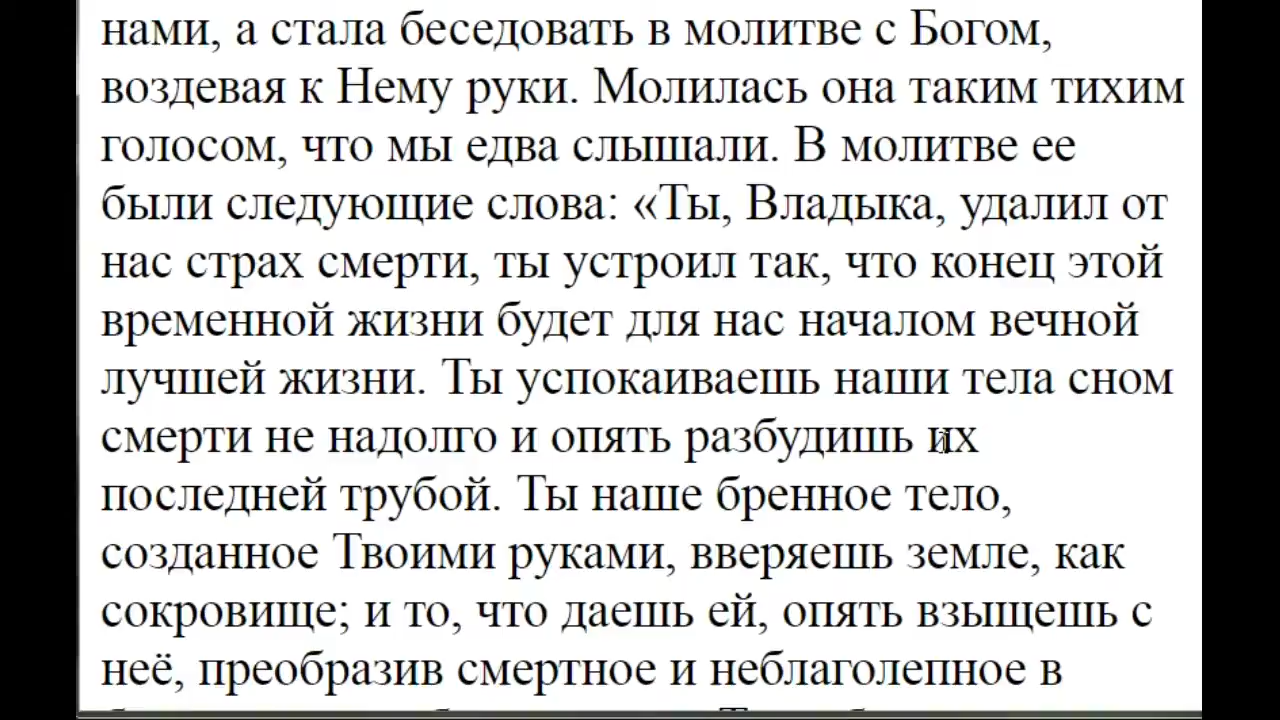 нами, а стала беседовать в молитве с Богом,
воздевая к Нему руки. Молилась она таким тихим
голосом, что мы едва слышали. В молитве ее
были следующие слова: «Ты, Владыка, удалил от
нас страх смерти, ты устроил так, что конец этой
временной жизни будет для нас началом вечной
лучшей жизни. Ты успокаиваешь наши тела сном
смерти не надолго и опять разбудишь их
последней трубой. Ты наше бренное тело,
созданное Твоими руками, вверяешь земле, как
сокровище; и то, что даешь ей, опять взыщешь с
неё, преобразив смертное и неблаголепное в